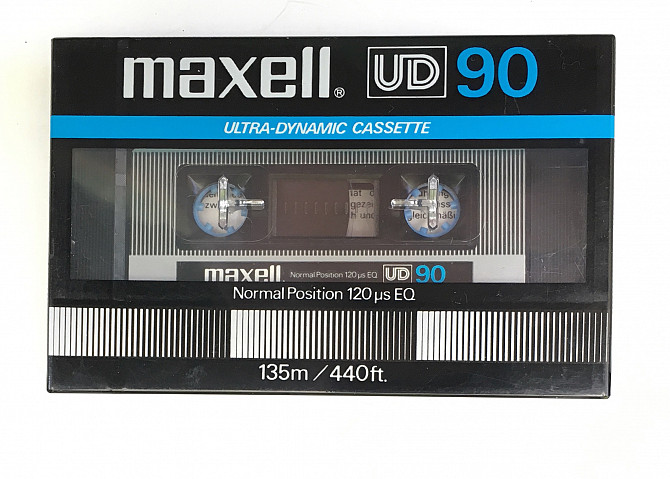 maxell® UD 90
ULTRA-DYNAMIC CASSETTE
maxell Normal Position 120 µs EQ UD 90
Normal Position 120 µs EQ
135m/440ft.